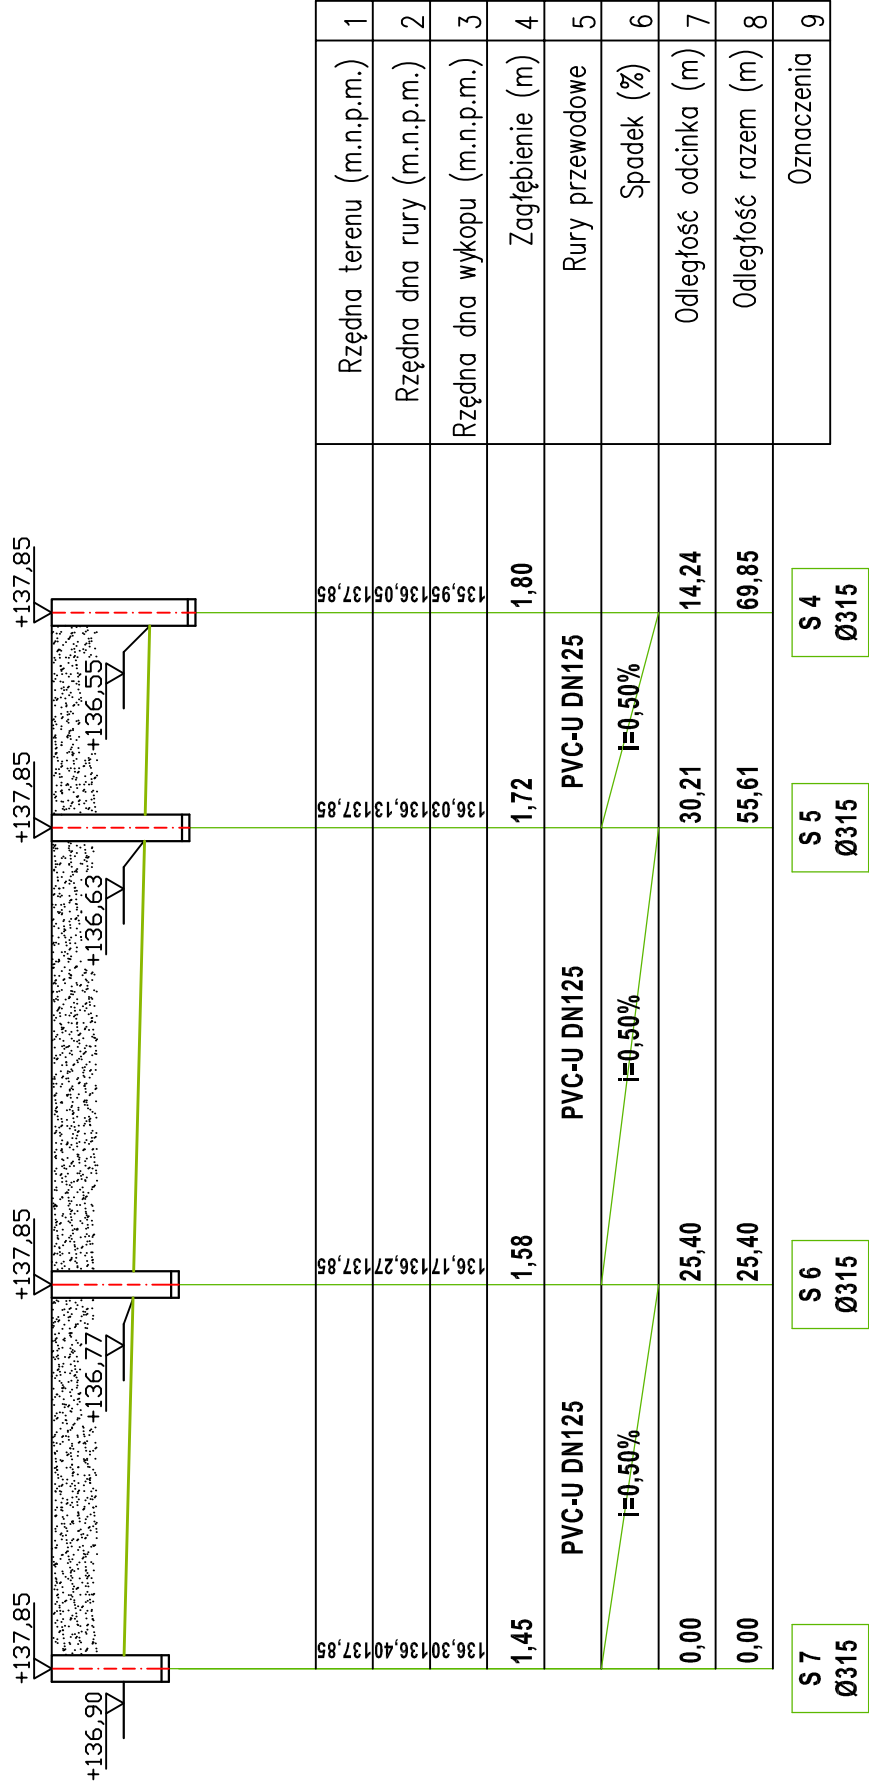 +137,85 +137,85 +137,85 +137,85
+136,90 +136,77 +136,63 +136,55
137,85 137,85 137,85 137,85 Rzędna terenu (m.n.p.m.) 1
136,40 136,27 136,13 136,05 Rzędna dna rury (m.n.p.m.) 2
136,30 136,17 136,03 135,95 Rzędna dna wykopu (m.n.p.m.) 3
1,45 1,58 1,72 1,80 Zagłębienie (m) 4
PVC-U DN125 PVC-U DN125 PVC-U DN125 Rury przewodowe 5
i=0,50% i=0,50% i=0,50% Spadek (%) 6
0,00 25,40 30,21 14,24 Odległość odcinka (m) 7
0,00 25,40 55,61 69,85 Odległość razem (m) 8
Oznaczenia 9
S 7 S 6 S 5 S 4
Ø315 Ø315 Ø315 Ø315